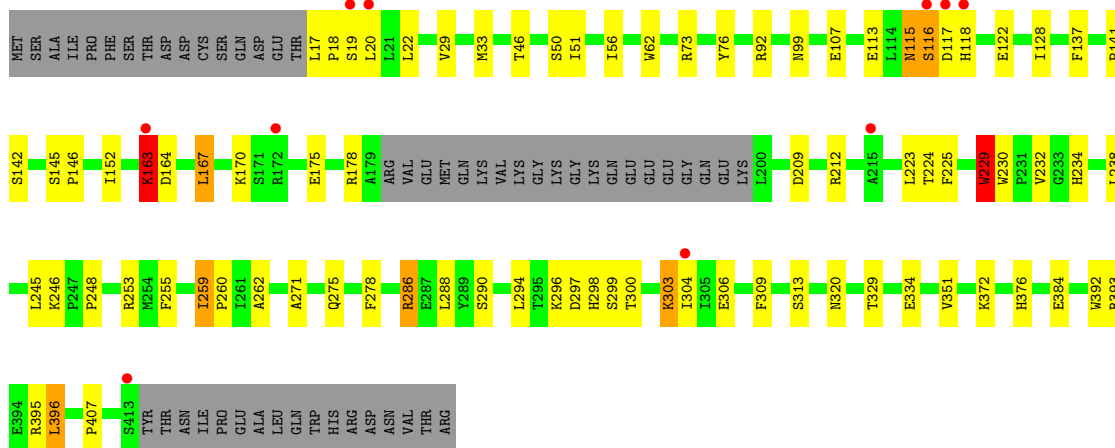 MET SER ALA ILE PRO PHE SER THR ASP ASP CYS SER GLN ASP GLU THR L17 P18 S19 L20 L21 L22 V29 M33 T46 S50 I51 I56 W62 R73 Y76 R92 N99 E107 E113 L114 N115 S116 D117 H118 E122 I128 F137
S142 S145 P146 I152 K163 D164 L167 K170 S171 R172 E175 R178 A179 ARG VAL GLU MET GLN LYS VAL LYS GLY LYS GLY LYS GLN GLU GLU GLU GLY GLN GLU LYS L200 D209 R212 A215 L223 T224 F225 W229 W230 P231 V232 G233 H234 L238
L245 K246 P247 P248 R253 M254 F255 I259 P260 I261 A262 A271 Q275 F278 R286 E287 L288 Y289 S290 L294 T295 K296 D297 H298 S299 T300 K303 I304 I305 E306 F309 S313 N320 T329 E334 V351 K372 H376 E384 W392
E394 R395 L396 P407 S413 TYR THR ASN ILE PRO GLU ALA LEU GLN TRP HIS ARG ASP ASN VAL THR ARG